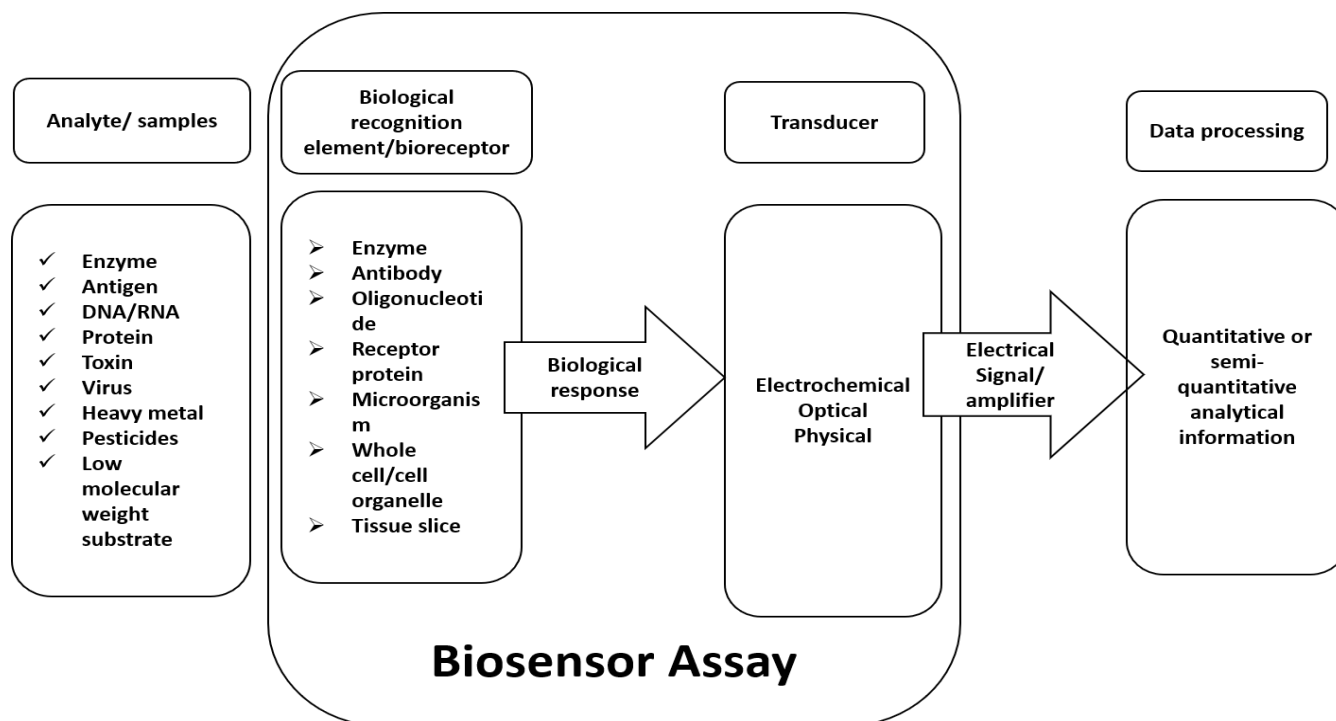 Analyte/ samples
Biological
recognition
element/bioreceptor
Transducer
Data processing
✓ Enzyme
✓ Antigen
✓ DNA/RNA
✓ Protein
✓ Toxin
✓ Virus
✓ Heavy metal
✓ Pesticides
✓ Low
molecular
weight
substrate
➢ Enzyme
➢ Antibody
➢ Oligonucleoti
de
➢ Receptor
protein
➢ Microorganis
m
➢ Whole
cell/cell
organelle
➢ Tissue slice
Biological
response
Electrochemical
Optical
Physical
Electrical
Signal/
amplifier
Quantitative or
semi-
quantitative
analytical
information
Biosensor Assay